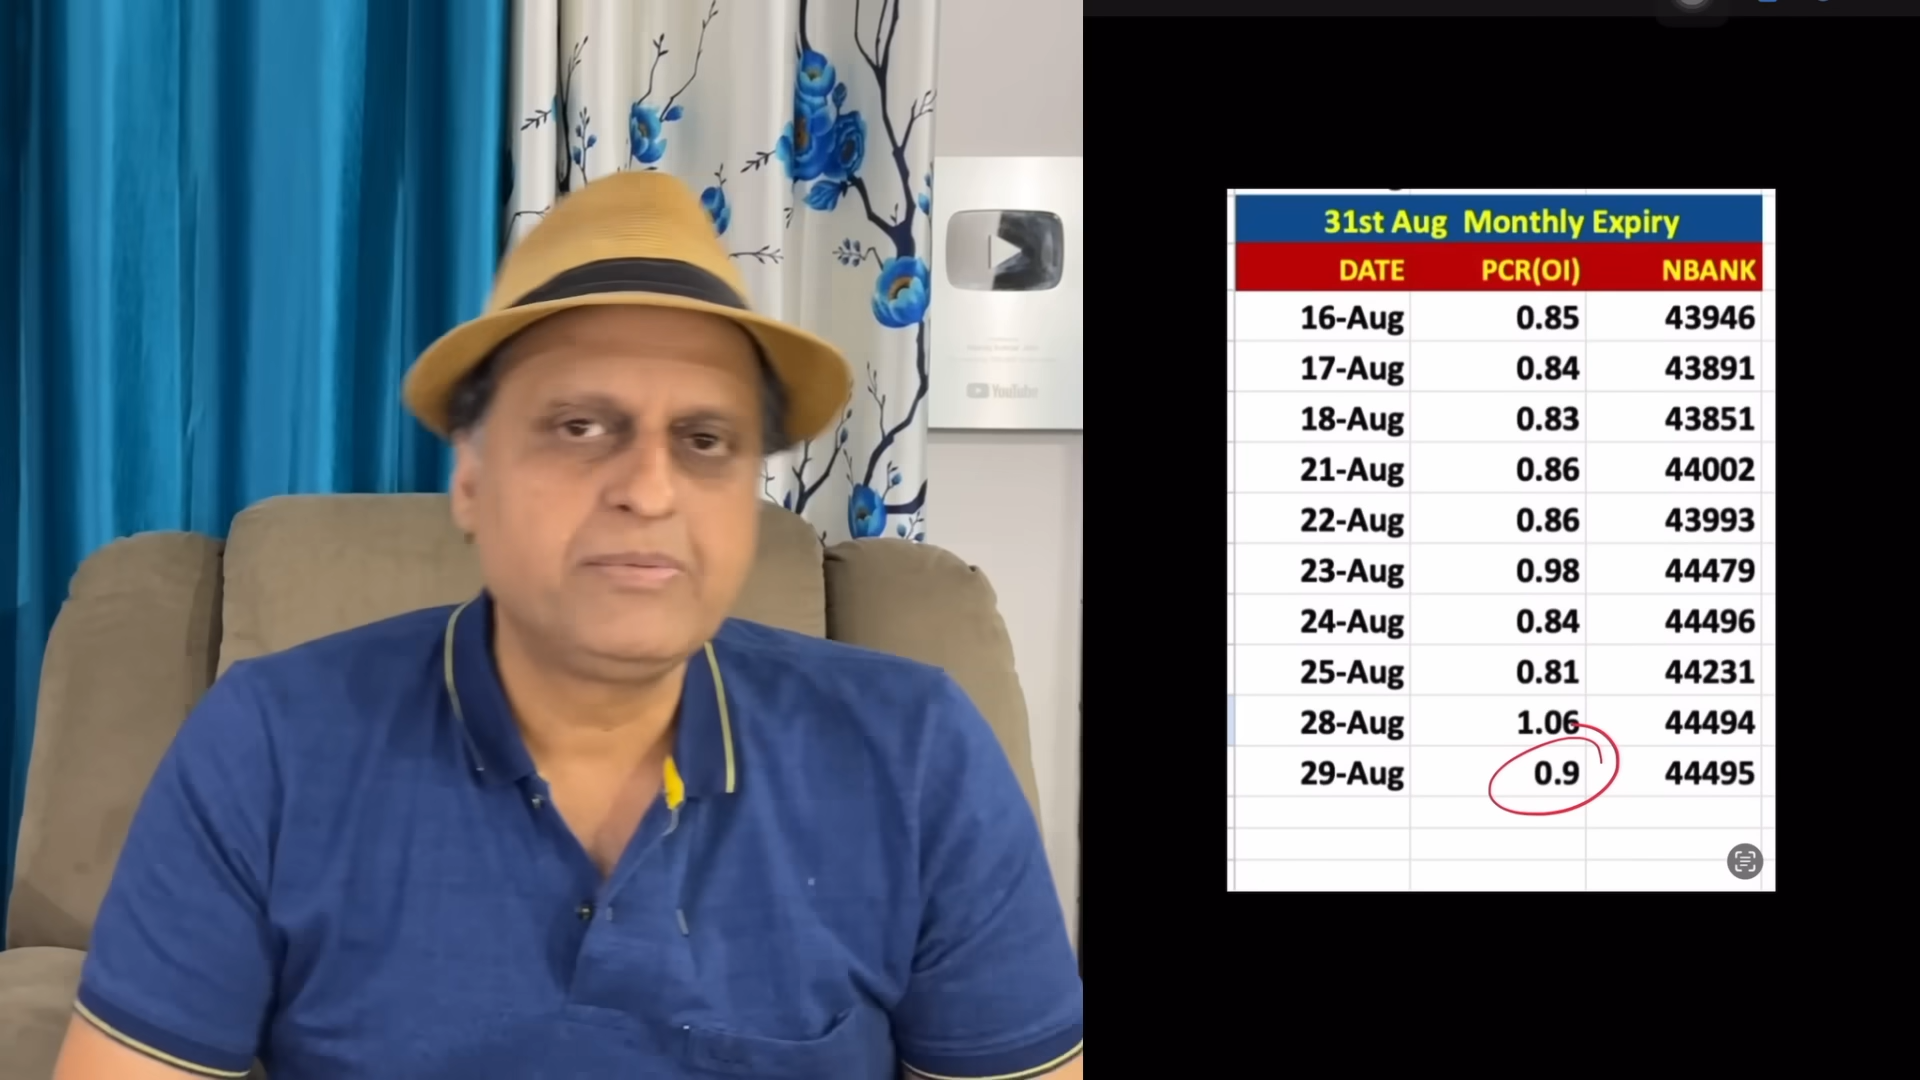 YouTube
31st Aug Monthly Expiry
DATE PCR(OI) NBANK
16-Aug 0.85 43946
17-Aug 0.84 43891
18-Aug 0.83 43851
21-Aug 0.86 44002
22-Aug 0.86 43993
23-Aug 0.98 44479
24-Aug 0.84 44496
25-Aug 0.81 44231
28-Aug 1.06 44494
29-Aug 0.9 44495